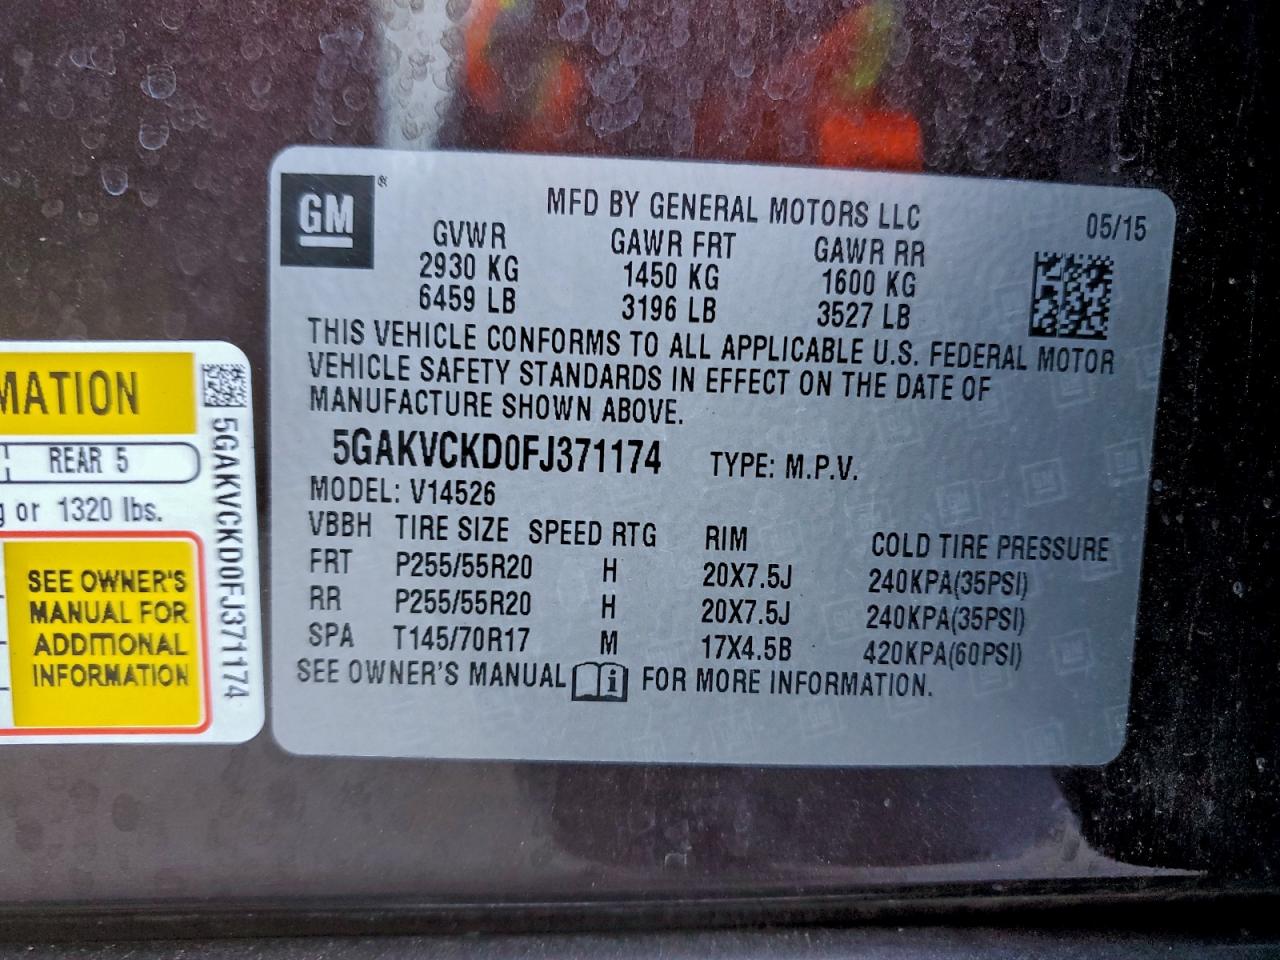 GM®
MFD BY GENERAL MOTORS LLC
05/15
GVWR GAWR FRT GAWR RR
2930 KG 1450 KG 1600 KG
6459 LB 3196 LB 3527 LB
THIS VEHICLE CONFORMS TO ALL APPLICABLE U.S. FEDERAL MOTOR
VEHICLE SAFETY STANDARDS IN EFFECT ON THE DATE OF
MANUFACTURE SHOWN ABOVE.
5GAKVCKD0FJ371174 TYPE: M.P.V.
MODEL: V14526
VBBH TIRE SIZE SPEED RTG RIM COLD TIRE PRESSURE
FRT P255/55R20 H 20X7.5J 240KPA(35PSI)
RR P255/55R20 H 20X7.5J 240KPA(35PSI)
SPA T145/70R17 M 17X4.5B 420KPA(60PSI)
SEE OWNER'S MANUAL i FOR MORE INFORMATION.
MATION
REAR 5
g or 1320 lbs.
SEE OWNER'S
MANUAL FOR
ADDITIONAL
INFORMATION
5GAKVCKD0FJ371174